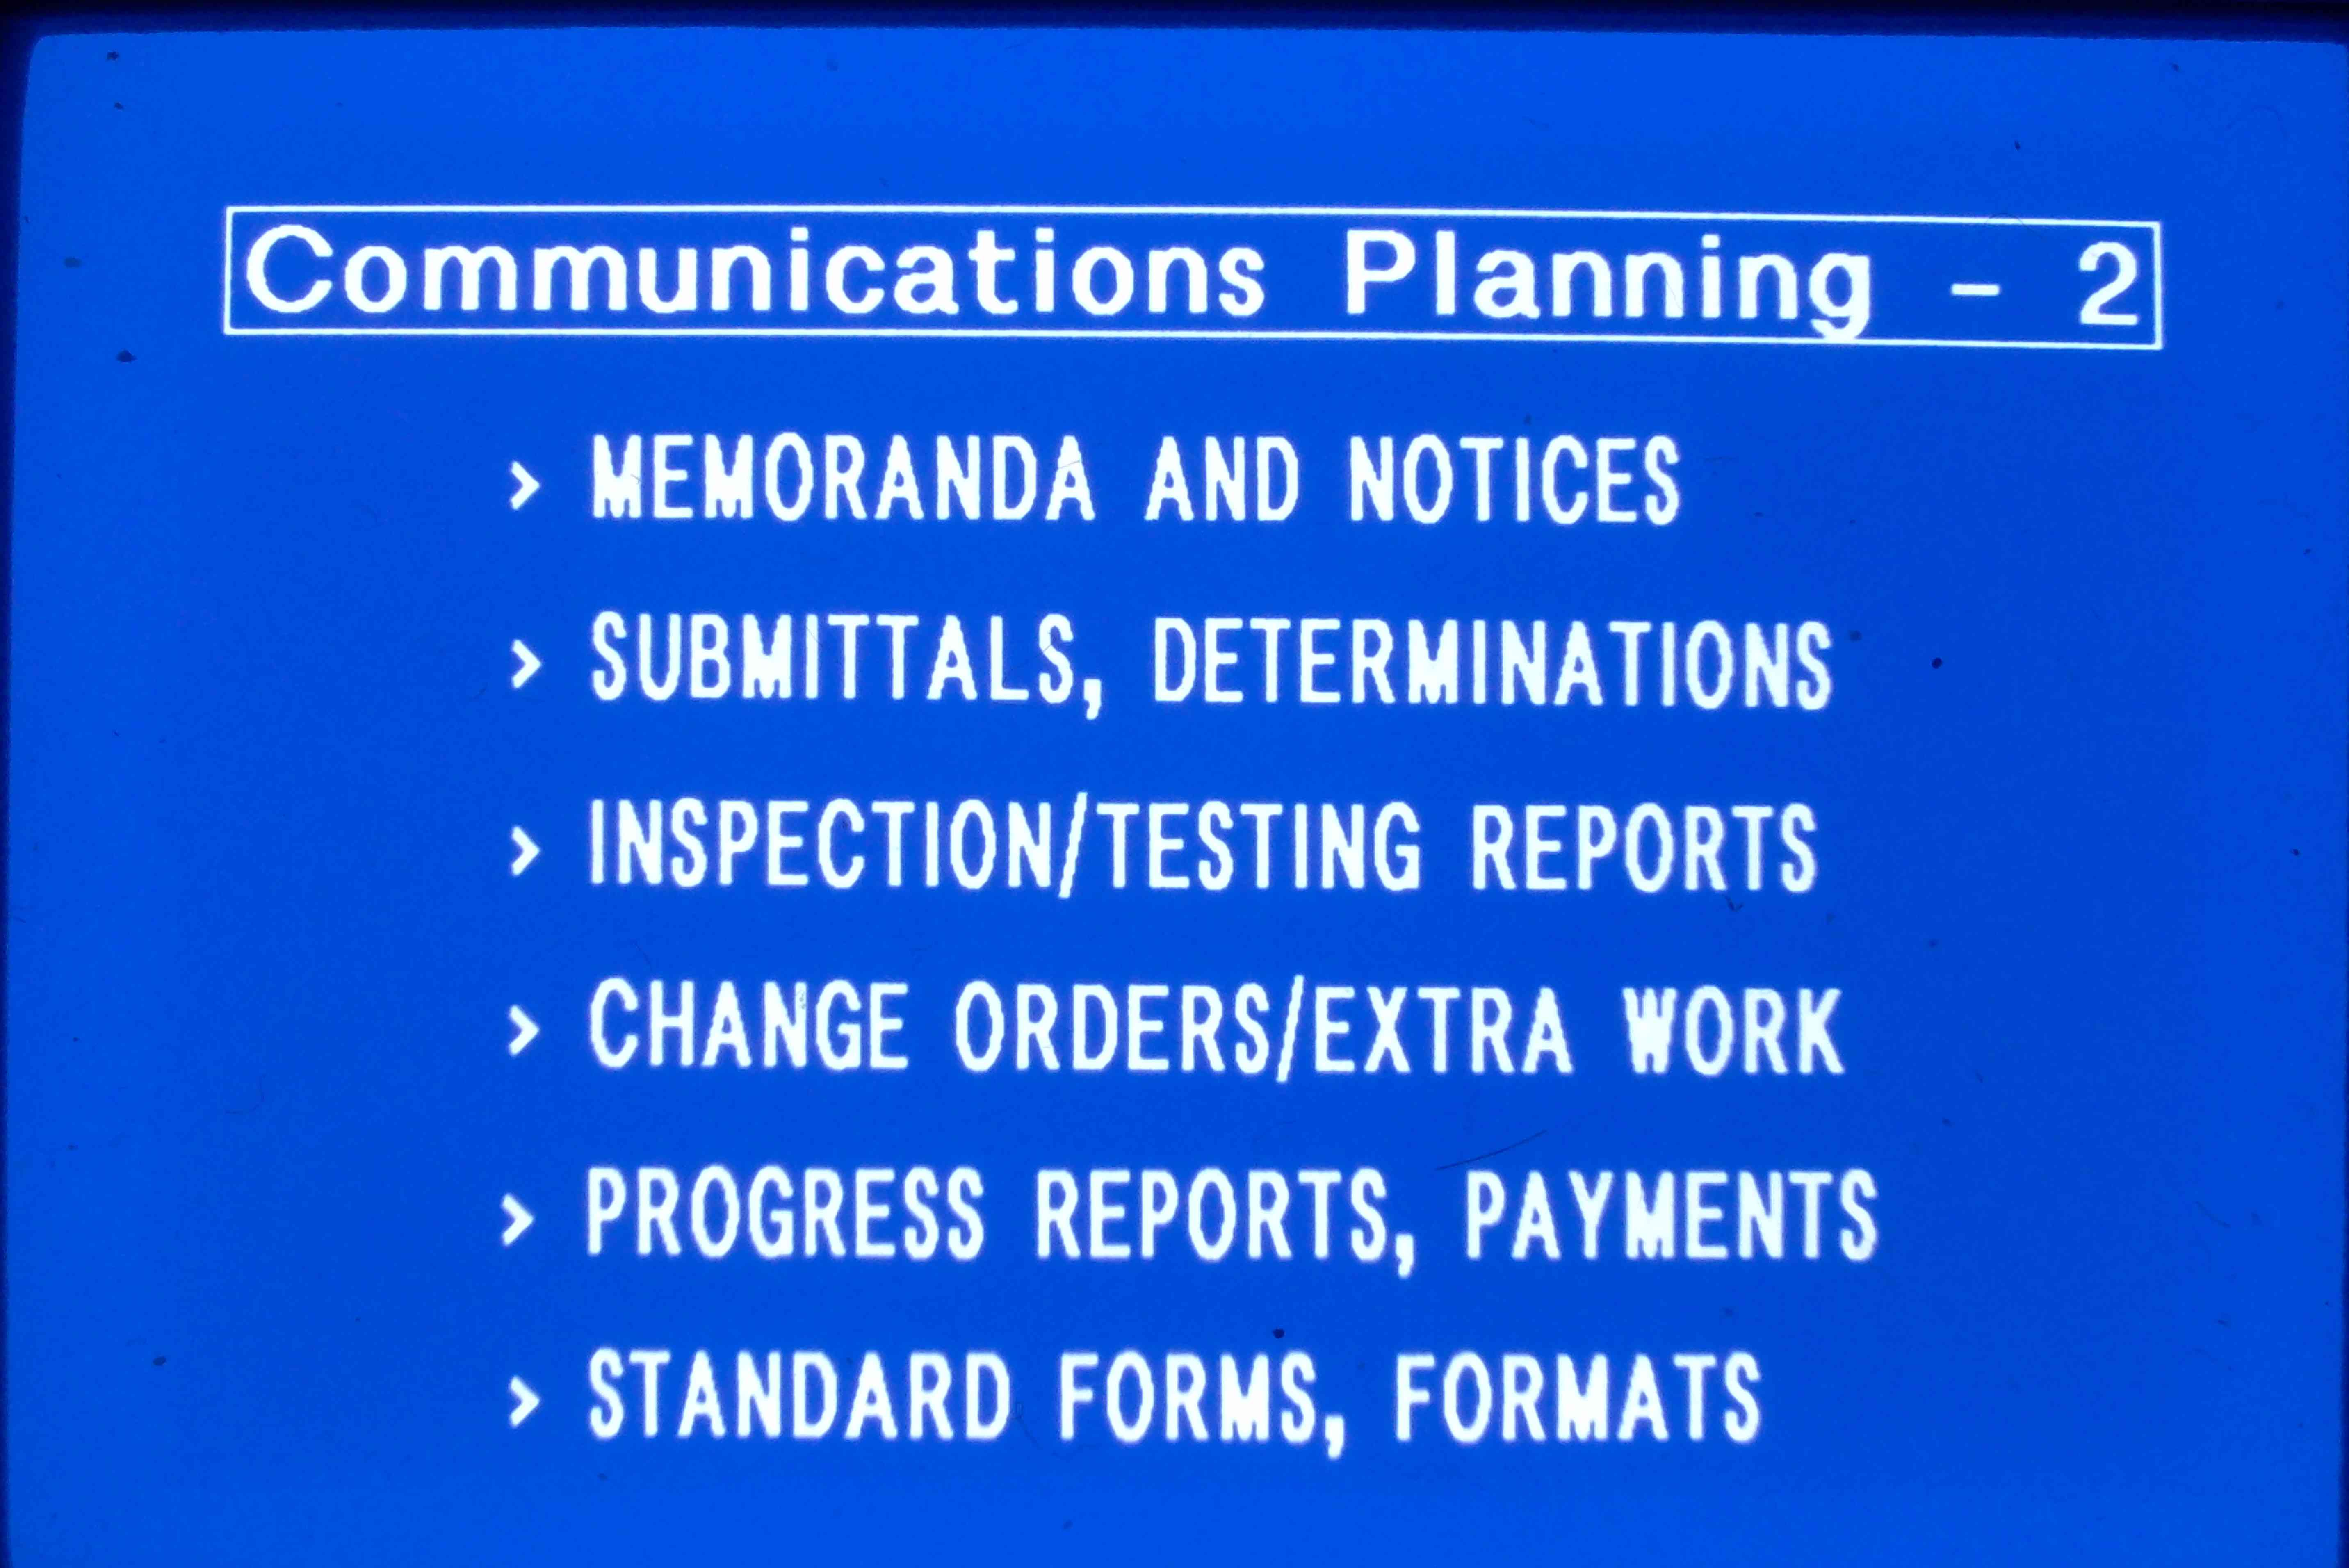 Communications Planning - 2
> MEMORANDA AND NOTICES
> SUBMITTALS, DETERMINATIONS
> INSPECTION/TESTING REPORTS
> CHANGE ORDERS/EXTRA WORK
> PROGRESS REPORTS, PAYMENTS
> STANDARD FORMS, FORMATS